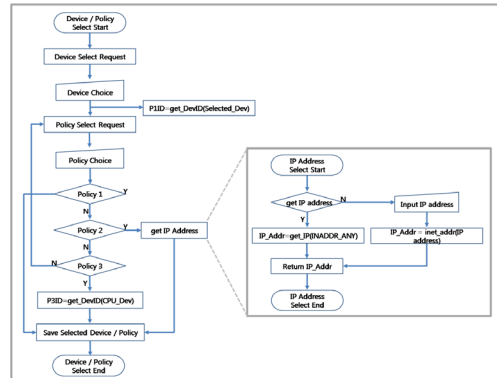 Device / Policy
Select Start
Device Select Request
Device Choice
P1ID=get_DevID(Selected_Dev)
Policy Select Request
Policy Choice
Policy 1
Y
N
Policy 2
Y
get IP Address
N
Policy 3
N
Y
P3ID=get_DevID(CPU_Dev)
Save Selected Device / Policy
Device / Policy
Select End
IP Address
Select Start
get IP address
N
Input IP address
Y
IP_Addr=get_IP(INADDR_ANY)
IP_Addr = inet_addr(IP
address)
Return IP_Addr
IP Address
Select End